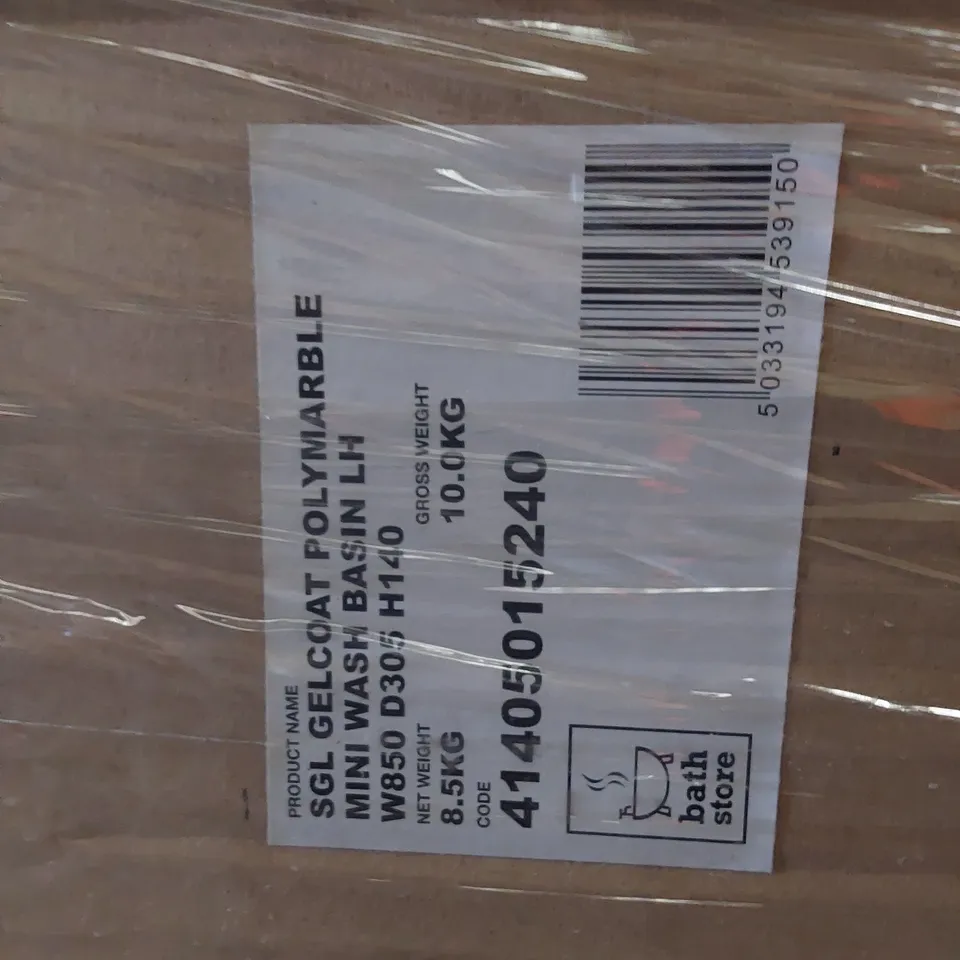 PRODUCT NAME
SGL GELCOAT POLYMARBLE
MINI WASH BASIN LH
W850 D305 H140
NET WEIGHT GROSS WEIGHT
8.5KG 10.0KG
CODE
41405015240
bath
store
5 033194 539150